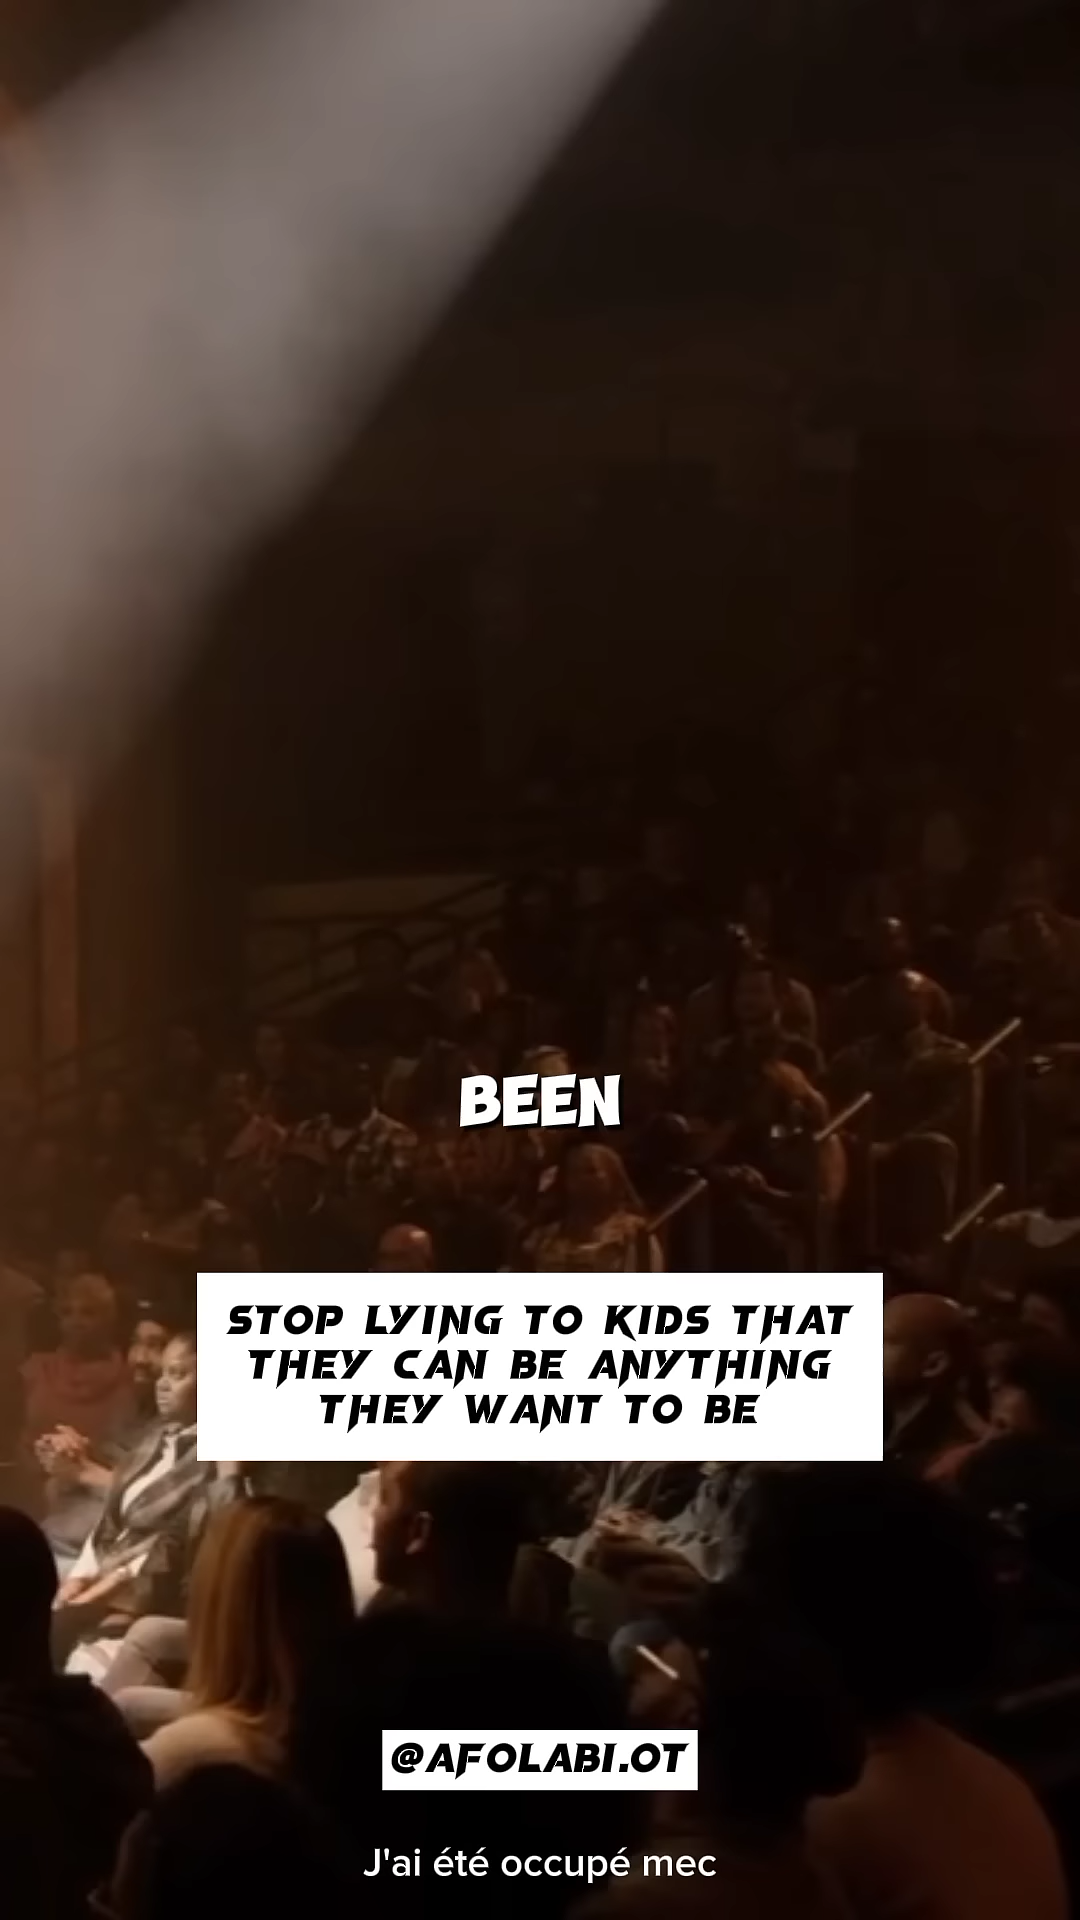 BEEN
STOP LYING TO KIDS THAT
THEY CAN BE ANYTHING
THEY WANT TO BE
@AFOLABI.OT
J'ai été occupé mec